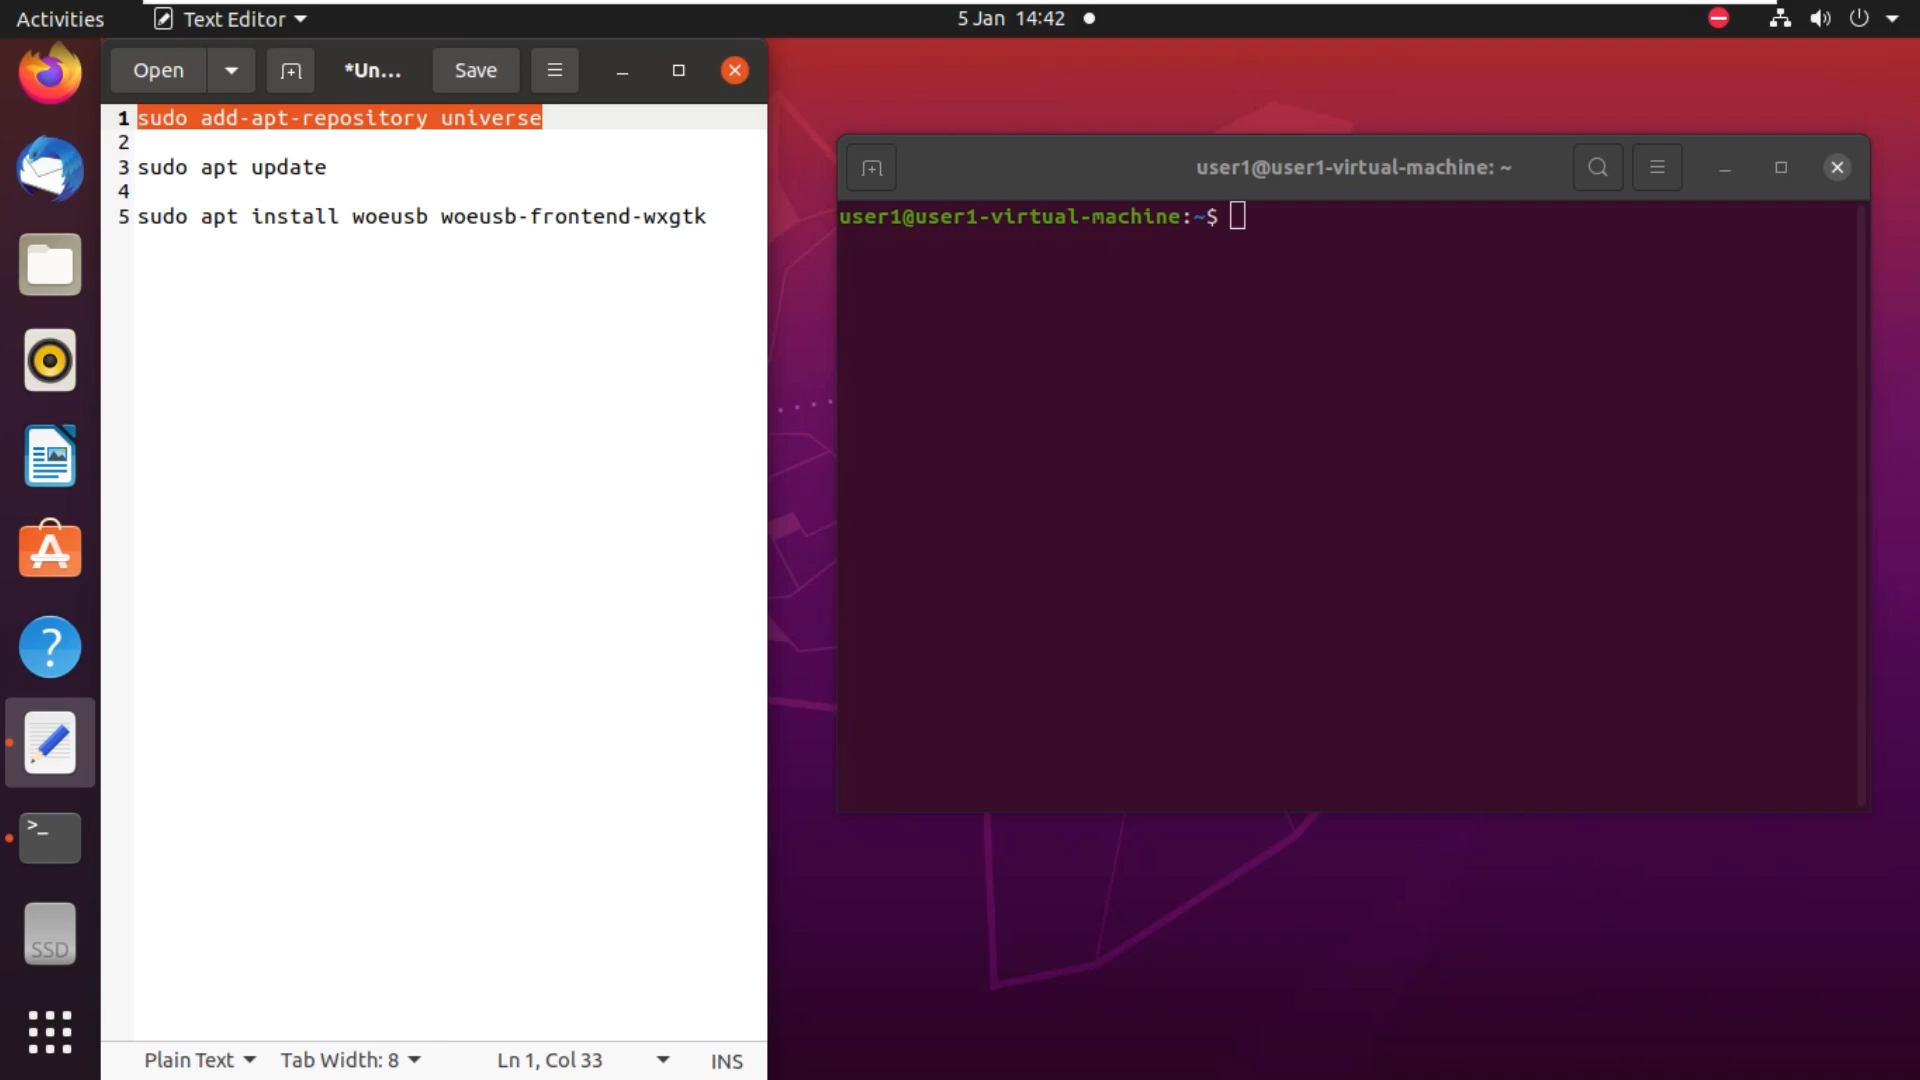 Activities Text Editor 5 Jan 14:42
Open *Un... Save
1 sudo add-apt-repository universe
2
3 sudo apt update
4
5 sudo apt install woeusb woeusb-frontend-wxgtk
user1@user1-virtual-machine: ~
user1@user1-virtual-machine:~$
SSD
Plain Text Tab Width: 8 Ln 1, Col 33 INS